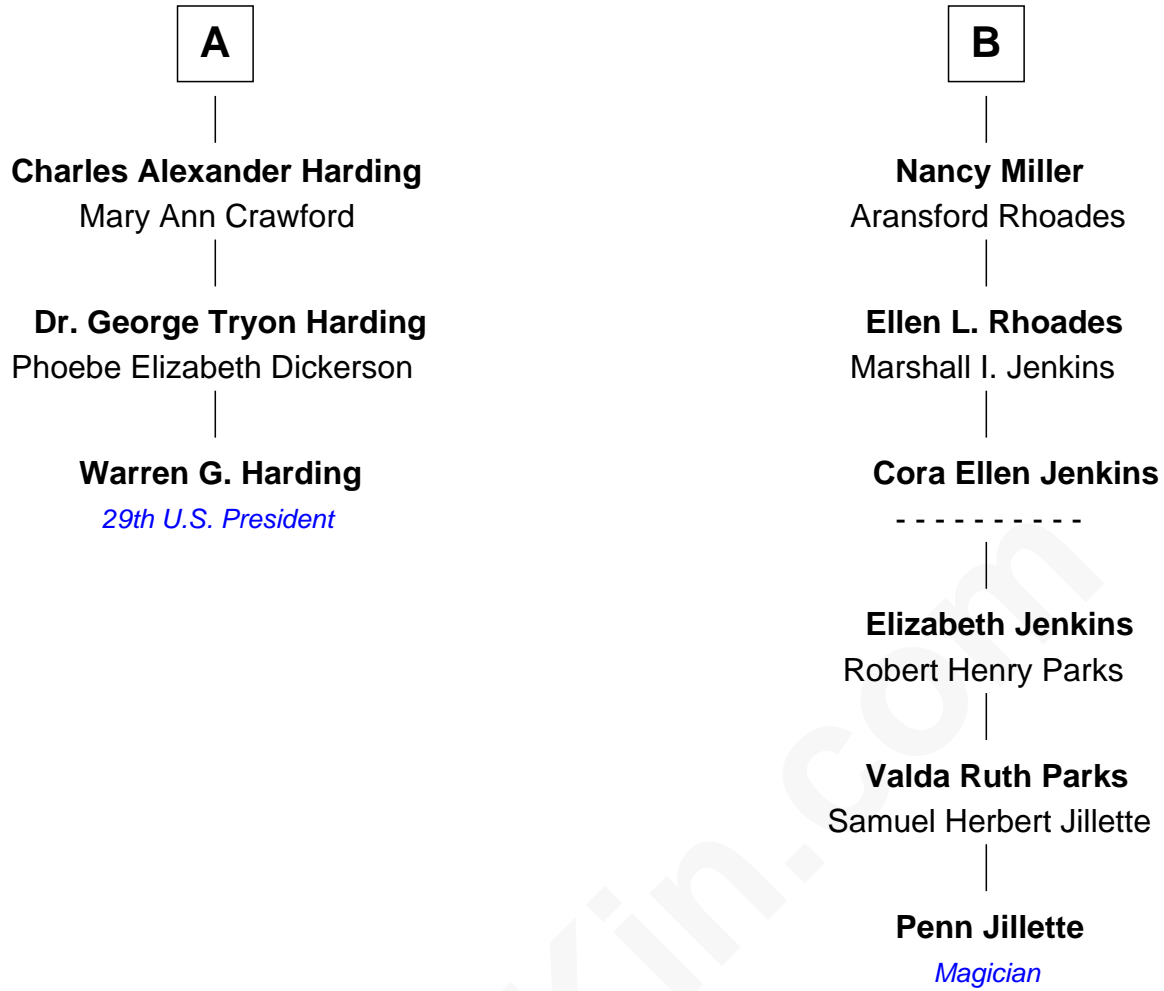 A
Charles Alexander Harding
Mary Ann Crawford
Dr. George Tryon Harding
Phoebe Elizabeth Dickerson
Warren G. Harding
29th U.S. President
B
Nancy Miller
Aransford Rhoades
Ellen L. Rhoades
Marshall I. Jenkins
Cora Ellen Jenkins
- - - - - - - - - -
Elizabeth Jenkins
Robert Henry Parks
Valda Ruth Parks
Samuel Herbert Jillette
Penn Jillette
Magician